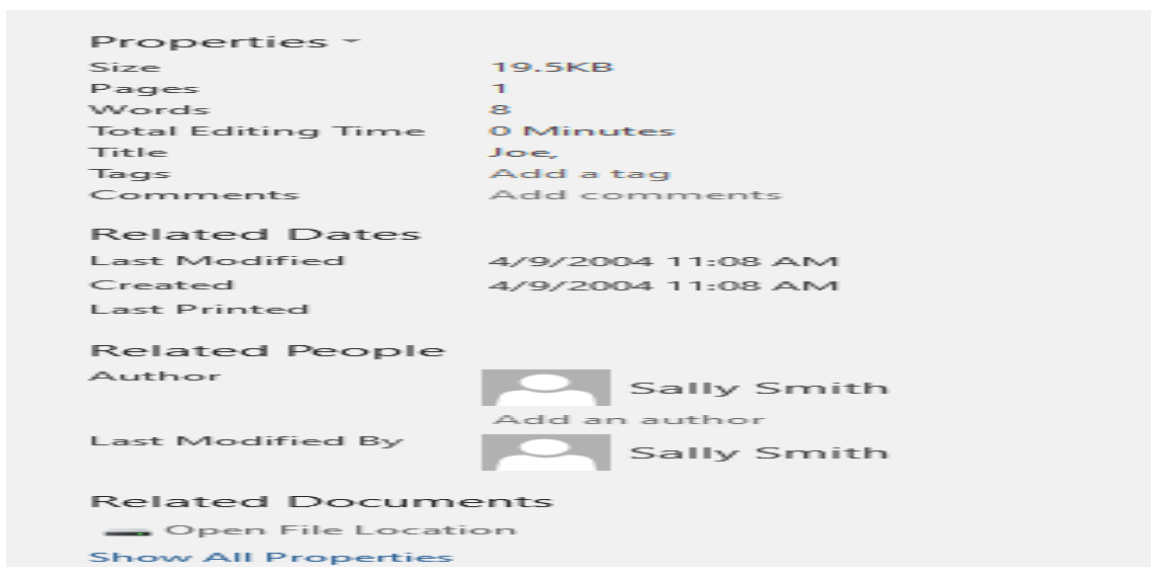 Properties
Size 19.5KB
Pages 1
Words 8
Total Editing Time 0 Minutes
Title Joe,
Tags Add a tag
Comments Add comments
Related Dates
Last Modified 4/9/2004 11:08 AM
Created 4/9/2004 11:08 AM
Last Printed
Related People
Author Sally Smith
Add an author
Last Modified By Sally Smith
Related Documents
Open File Location
Show All Properties